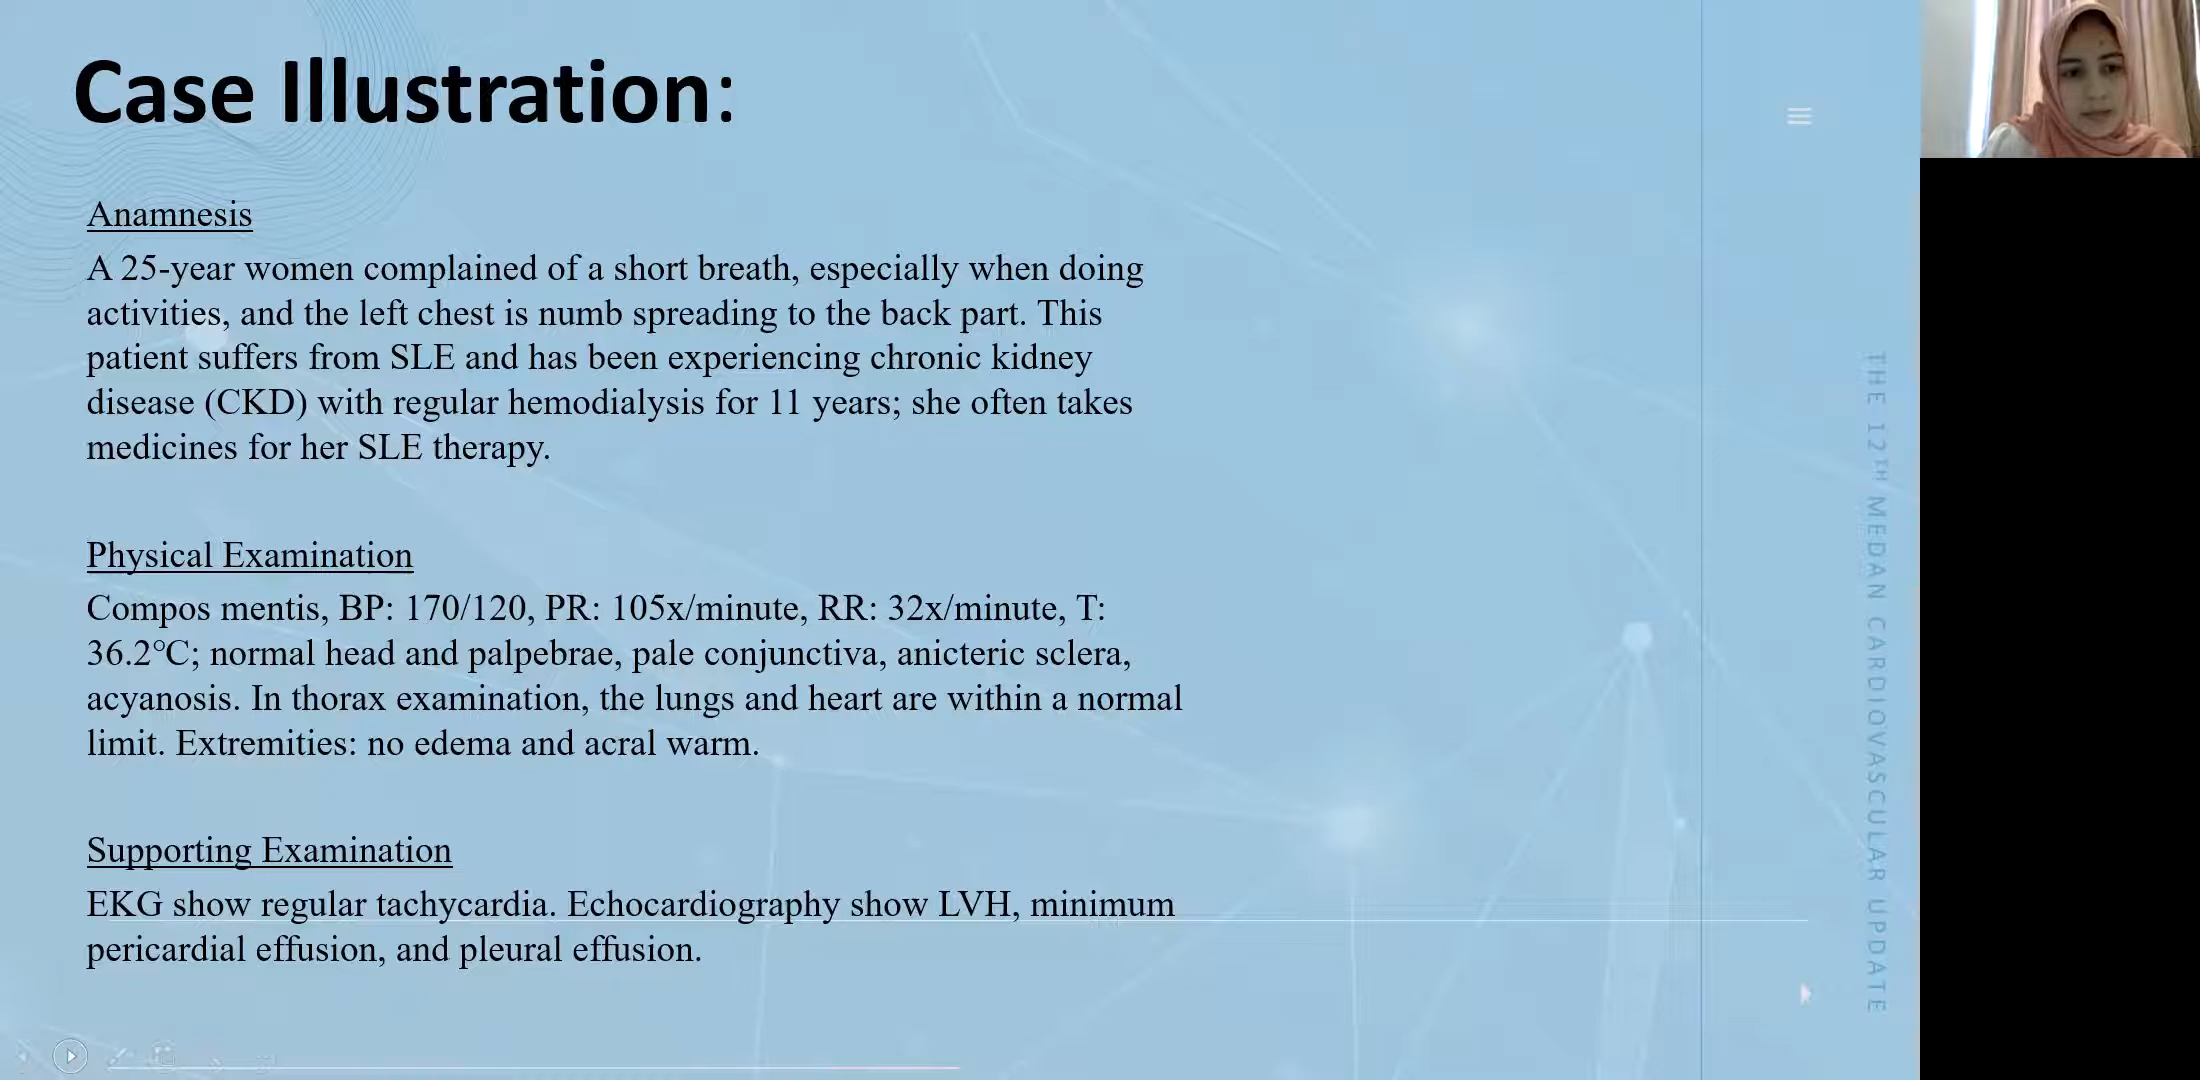 Case Illustration:
Anamnesis
A 25-year women complained of a short breath, especially when doing
activities, and the left chest is numb spreading to the back part. This
patient suffers from SLE and has been experiencing chronic kidney
disease (CKD) with regular hemodialysis for 11 years; she often takes
medicines for her SLE therapy.
Physical Examination
Compos mentis, BP: 170/120, PR: 105x/minute, RR: 32x/minute, T:
36.2°C; normal head and palpebrae, pale conjunctiva, anicteric sclera,
acyanosis. In thorax examination, the lungs and heart are within a normal
limit. Extremities: no edema and acral warm.
Supporting Examination
EKG show regular tachycardia. Echocardiography show LVH, minimum
pericardial effusion, and pleural effusion.
THE 12TH MEDAN CARDIOVASCULAR UPDATE